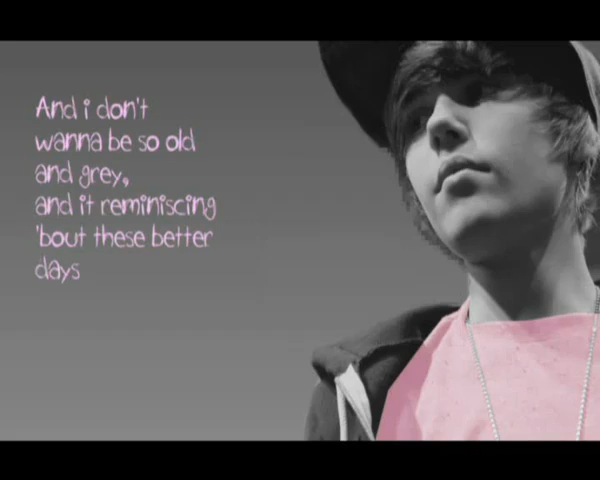 And i don't
wanna be so old
and grey,
and it reminiscing
'bout these better
days